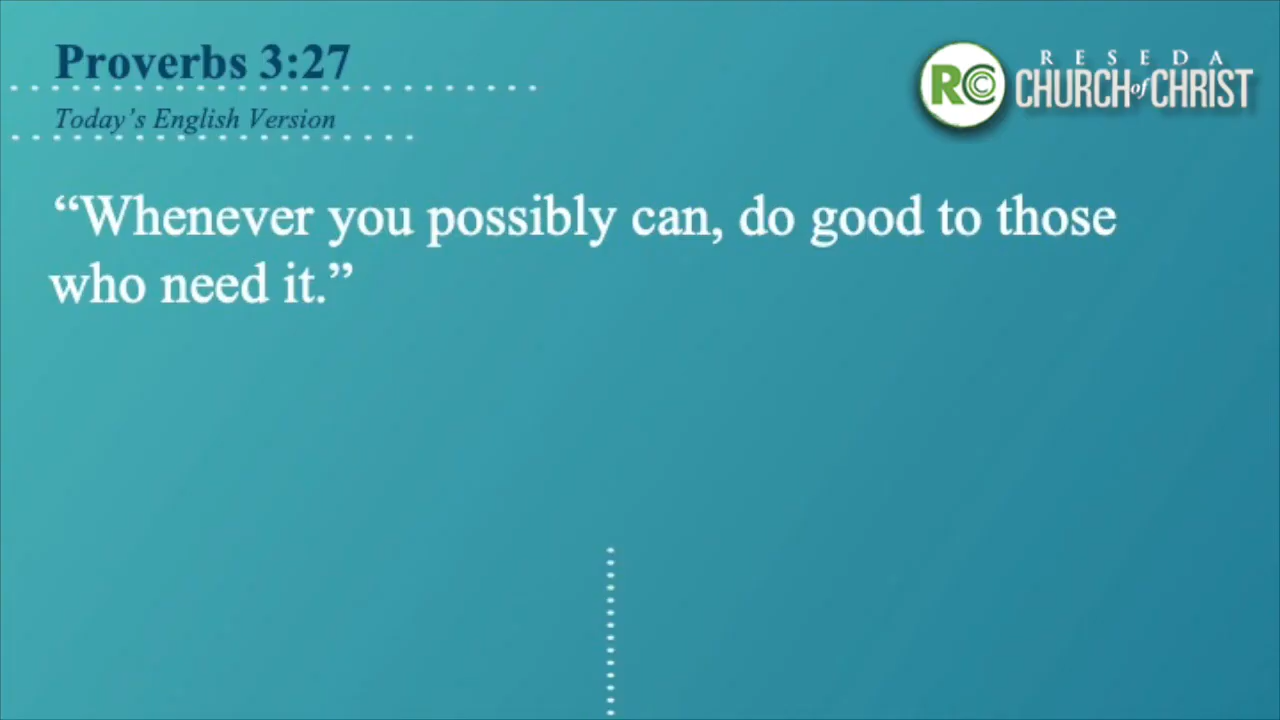 Proverbs 3:27
Today’s English Version
RCC
RESEDA
CHURCH of CHRIST
“Whenever you possibly can, do good to those
who need it.”